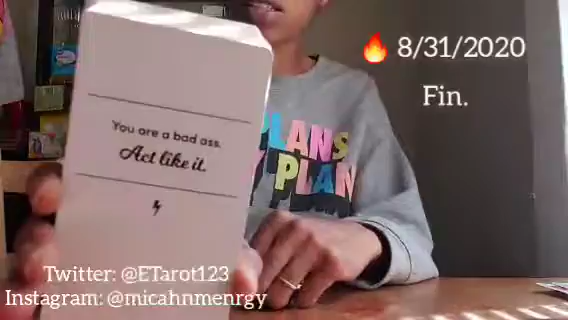 🔥 8/31/2020
Fin.
You are a bad ass.
Act like it.
PLANS
PLAN
Twitter: @ETarot123
Instagram: @micahnmenrgy